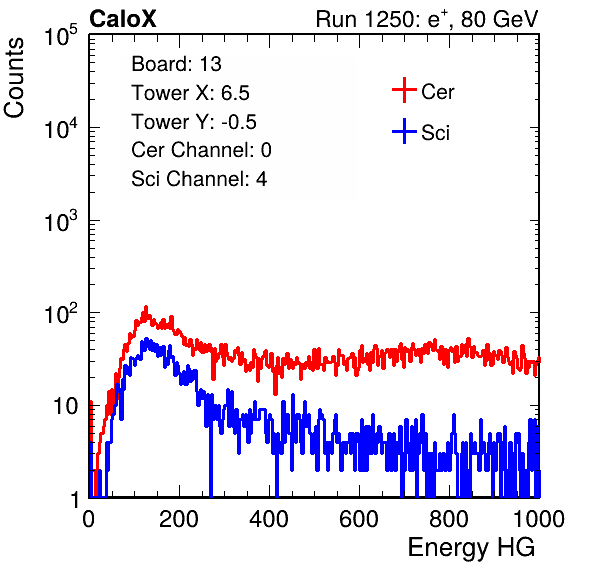 CaloX Run 1250: e⁺, 80 GeV
Counts
Board: 13
Tower X: 6.5
Tower Y: -0.5
Cer Channel: 0
Sci Channel: 4
Cer
Sci
10⁵
10⁴
10³
10²
10
1
0 200 400 600 800 1000
Energy HG